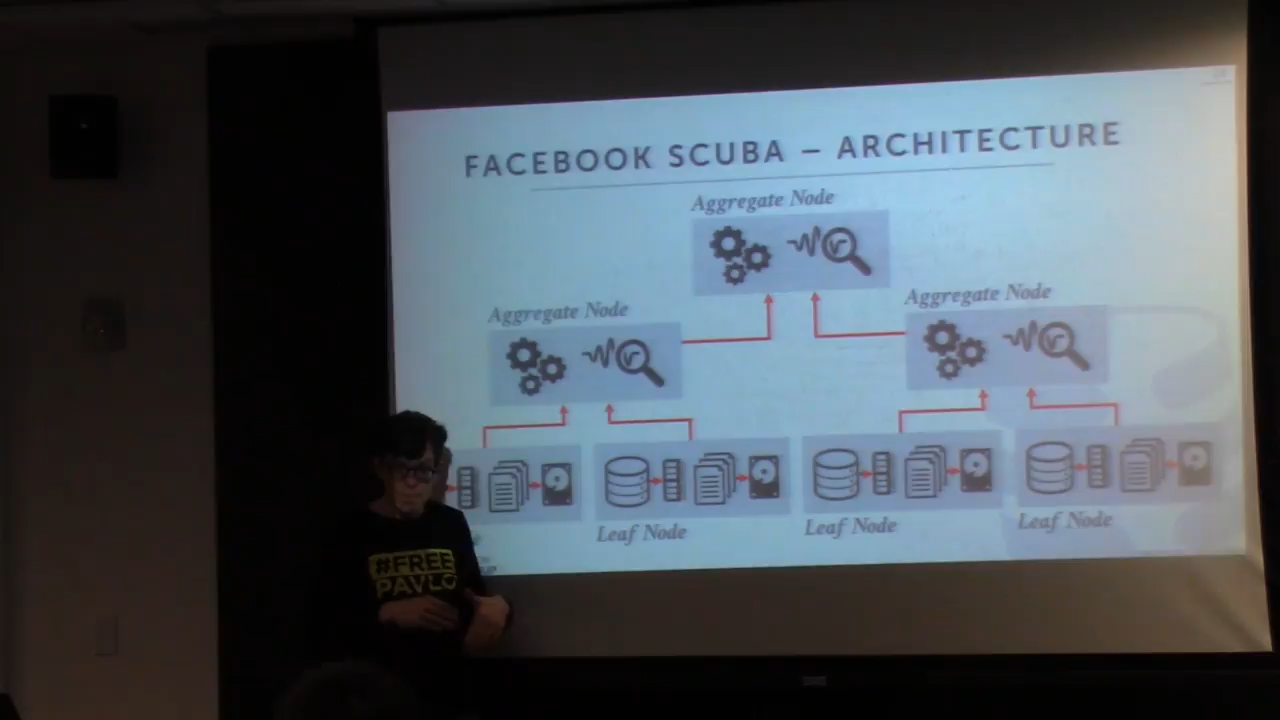 FACEBOOK SCUBA – ARCHITECTURE
Aggregate Node
Aggregate Node
Aggregate Node
Leaf Node
Leaf Node
Leaf Node
#FREE
PAVLO